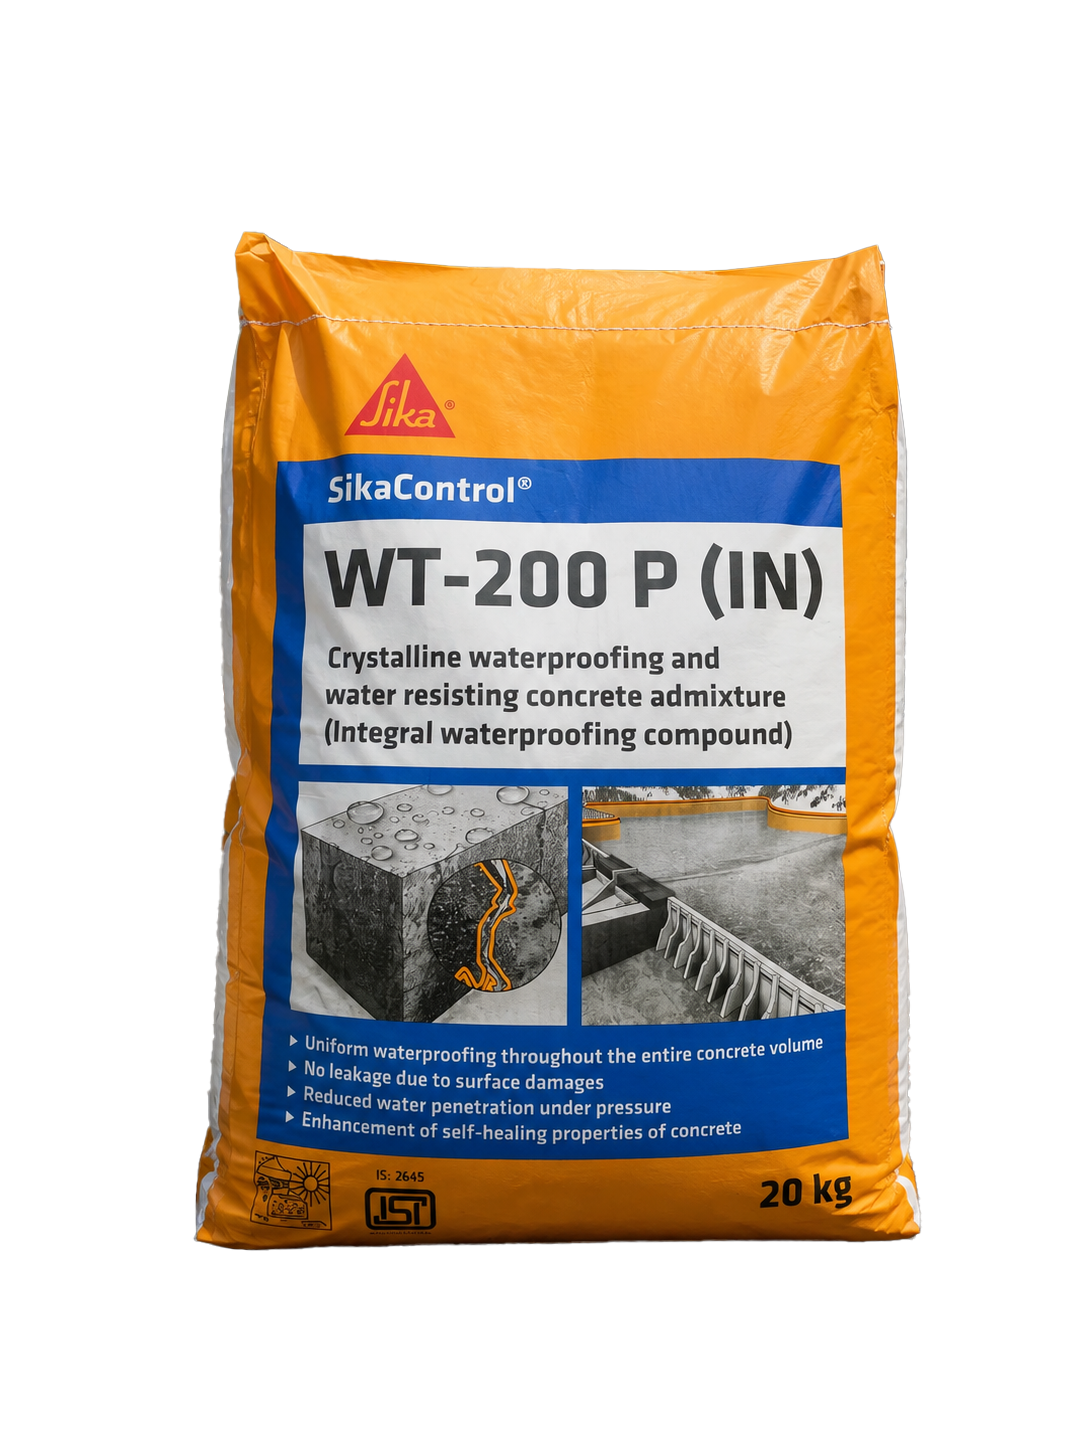 Sika®
SikaControl®
WT-200 P (IN)
Crystalline waterproofing and
water resisting concrete admixture
(Integral waterproofing compound)
Uniform waterproofing throughout the entire concrete volume
No leakage due to surface damages
Reduced water penetration under pressure
Enhancement of self-healing properties of concrete
IS: 2645
ISI
20 kg